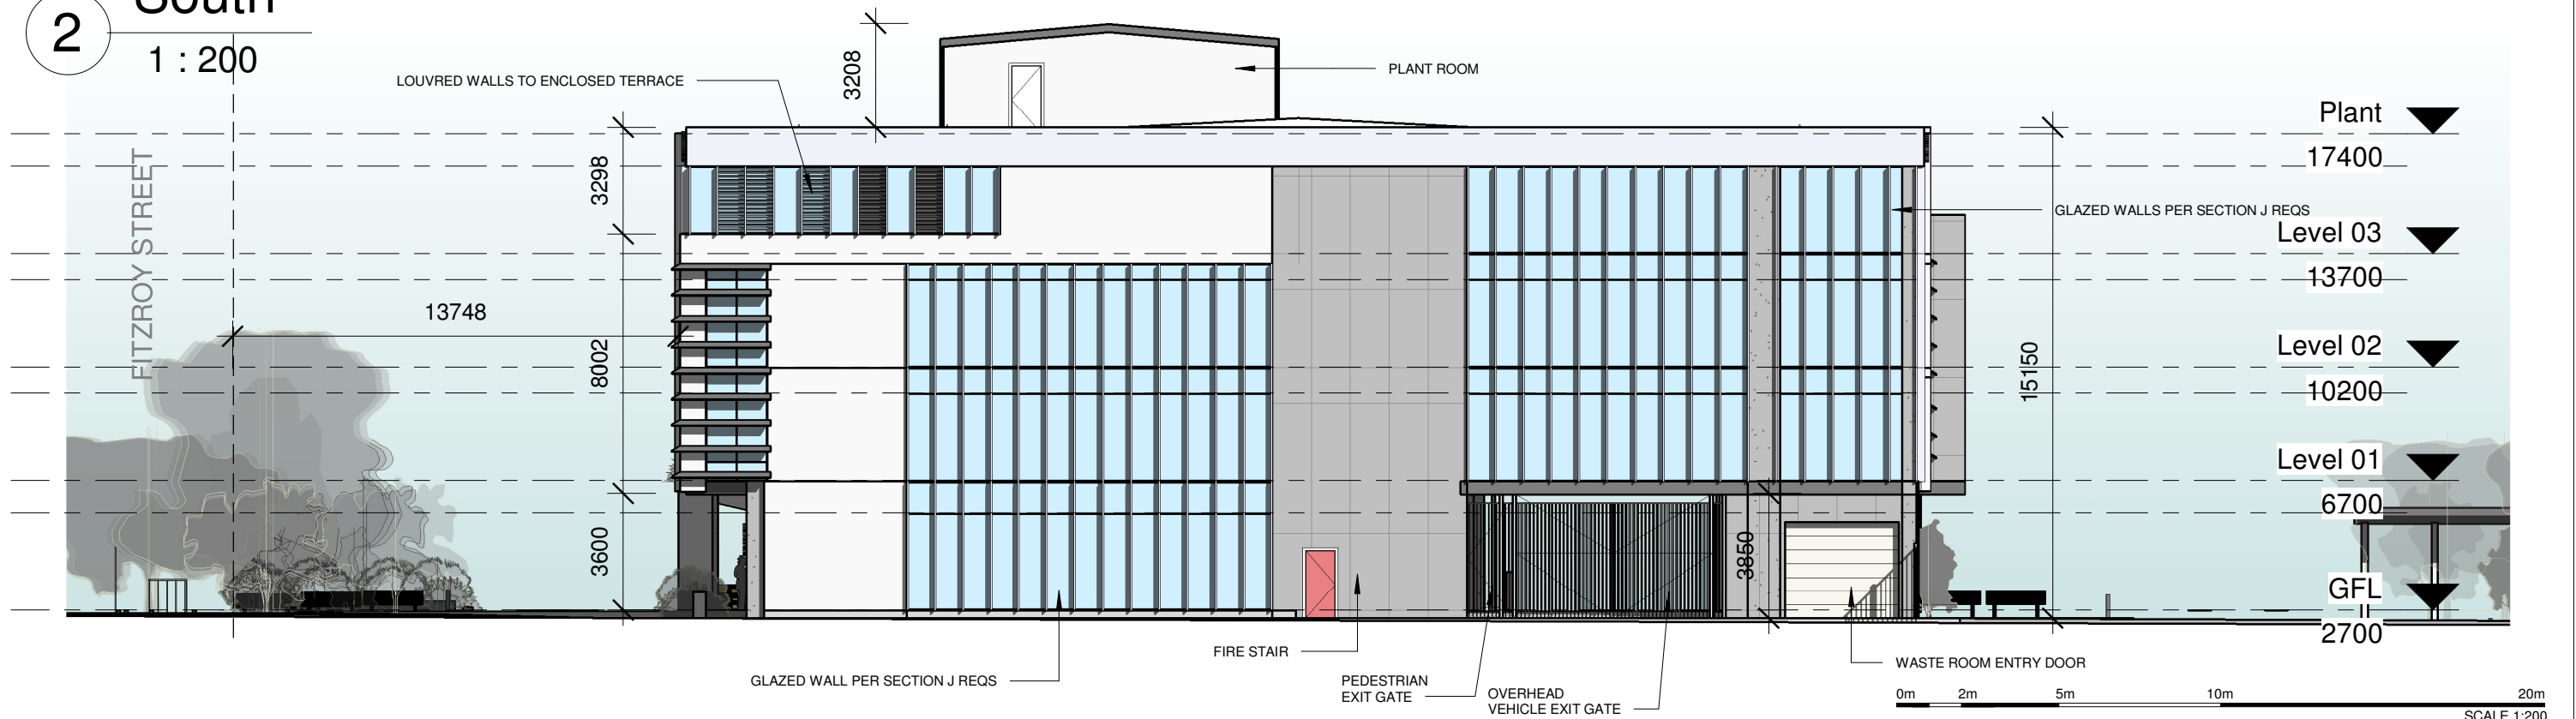 2
South
1 : 200
3208
LOUVRED WALLS TO ENCLOSED TERRACE
PLANT ROOM
Plant
17400
3298
FITZROY STREET
GLAZED WALLS PER SECTION J REQS
Level 03
13700
13748
8002
15150
Level 02
10200
Level 01
6700
3600
3850
GFL
2700
FIRE STAIR
WASTE ROOM ENTRY DOOR
GLAZED WALL PER SECTION J REQS
PEDESTRIAN
EXIT GATE
OVERHEAD
VEHICLE EXIT GATE
0m 2m 5m 10m 20m
SCALE 1:200